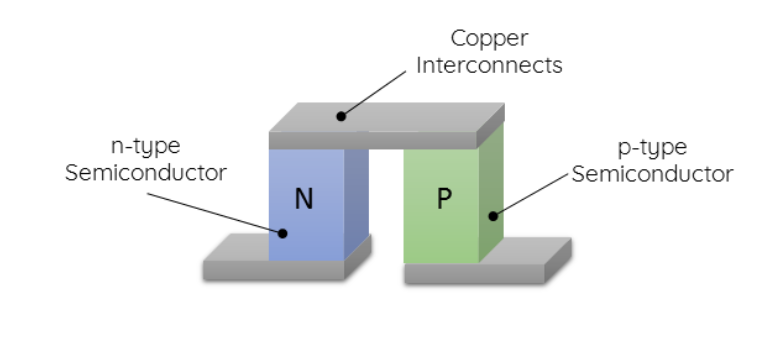 Copper
Interconnects
n-type
Semiconductor
p-type
Semiconductor
N
P